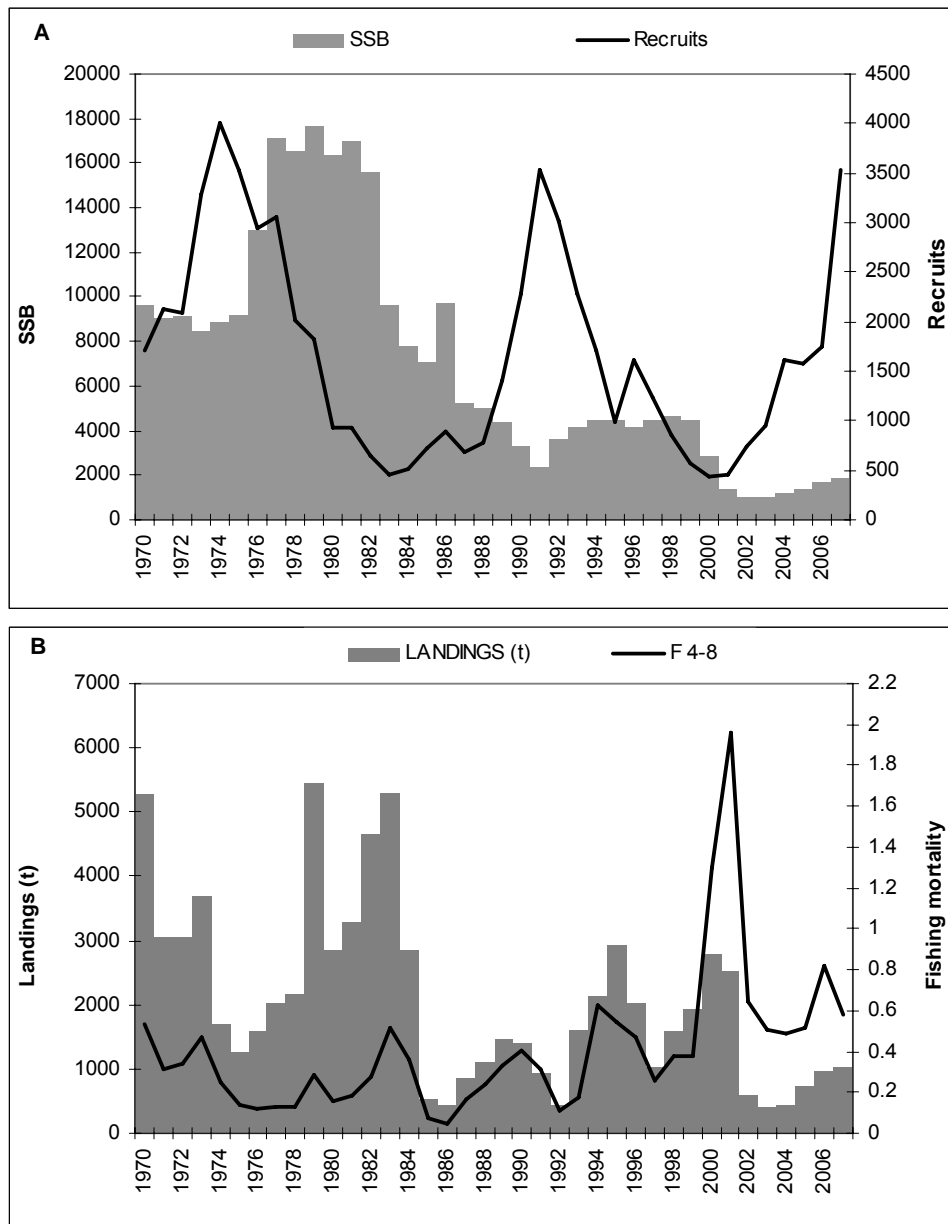 A
SSB Recruits
20000 4500
18000 4000
16000 3500
14000 3000
12000 2500
10000 2000
8000 1500
6000 1000
4000 500
2000 0
0
SSB
Recruits
1970 1972 1974 1976 1978 1980 1982 1984 1986 1988 1990 1992 1994 1996 1998 2000 2002 2004 2006
B
LANDINGS (t) F 4-8
7000 2.2
6000 2
5000 1.8
4000 1.6
3000 1.4
2000 1.2
1000 1
0 0.8
0.6
0.4
0.2
0
Landings (t)
Fishing mortality
1970 1972 1974 1976 1978 1980 1982 1984 1986 1988 1990 1992 1994 1996 1998 2000 2002 2004 2006